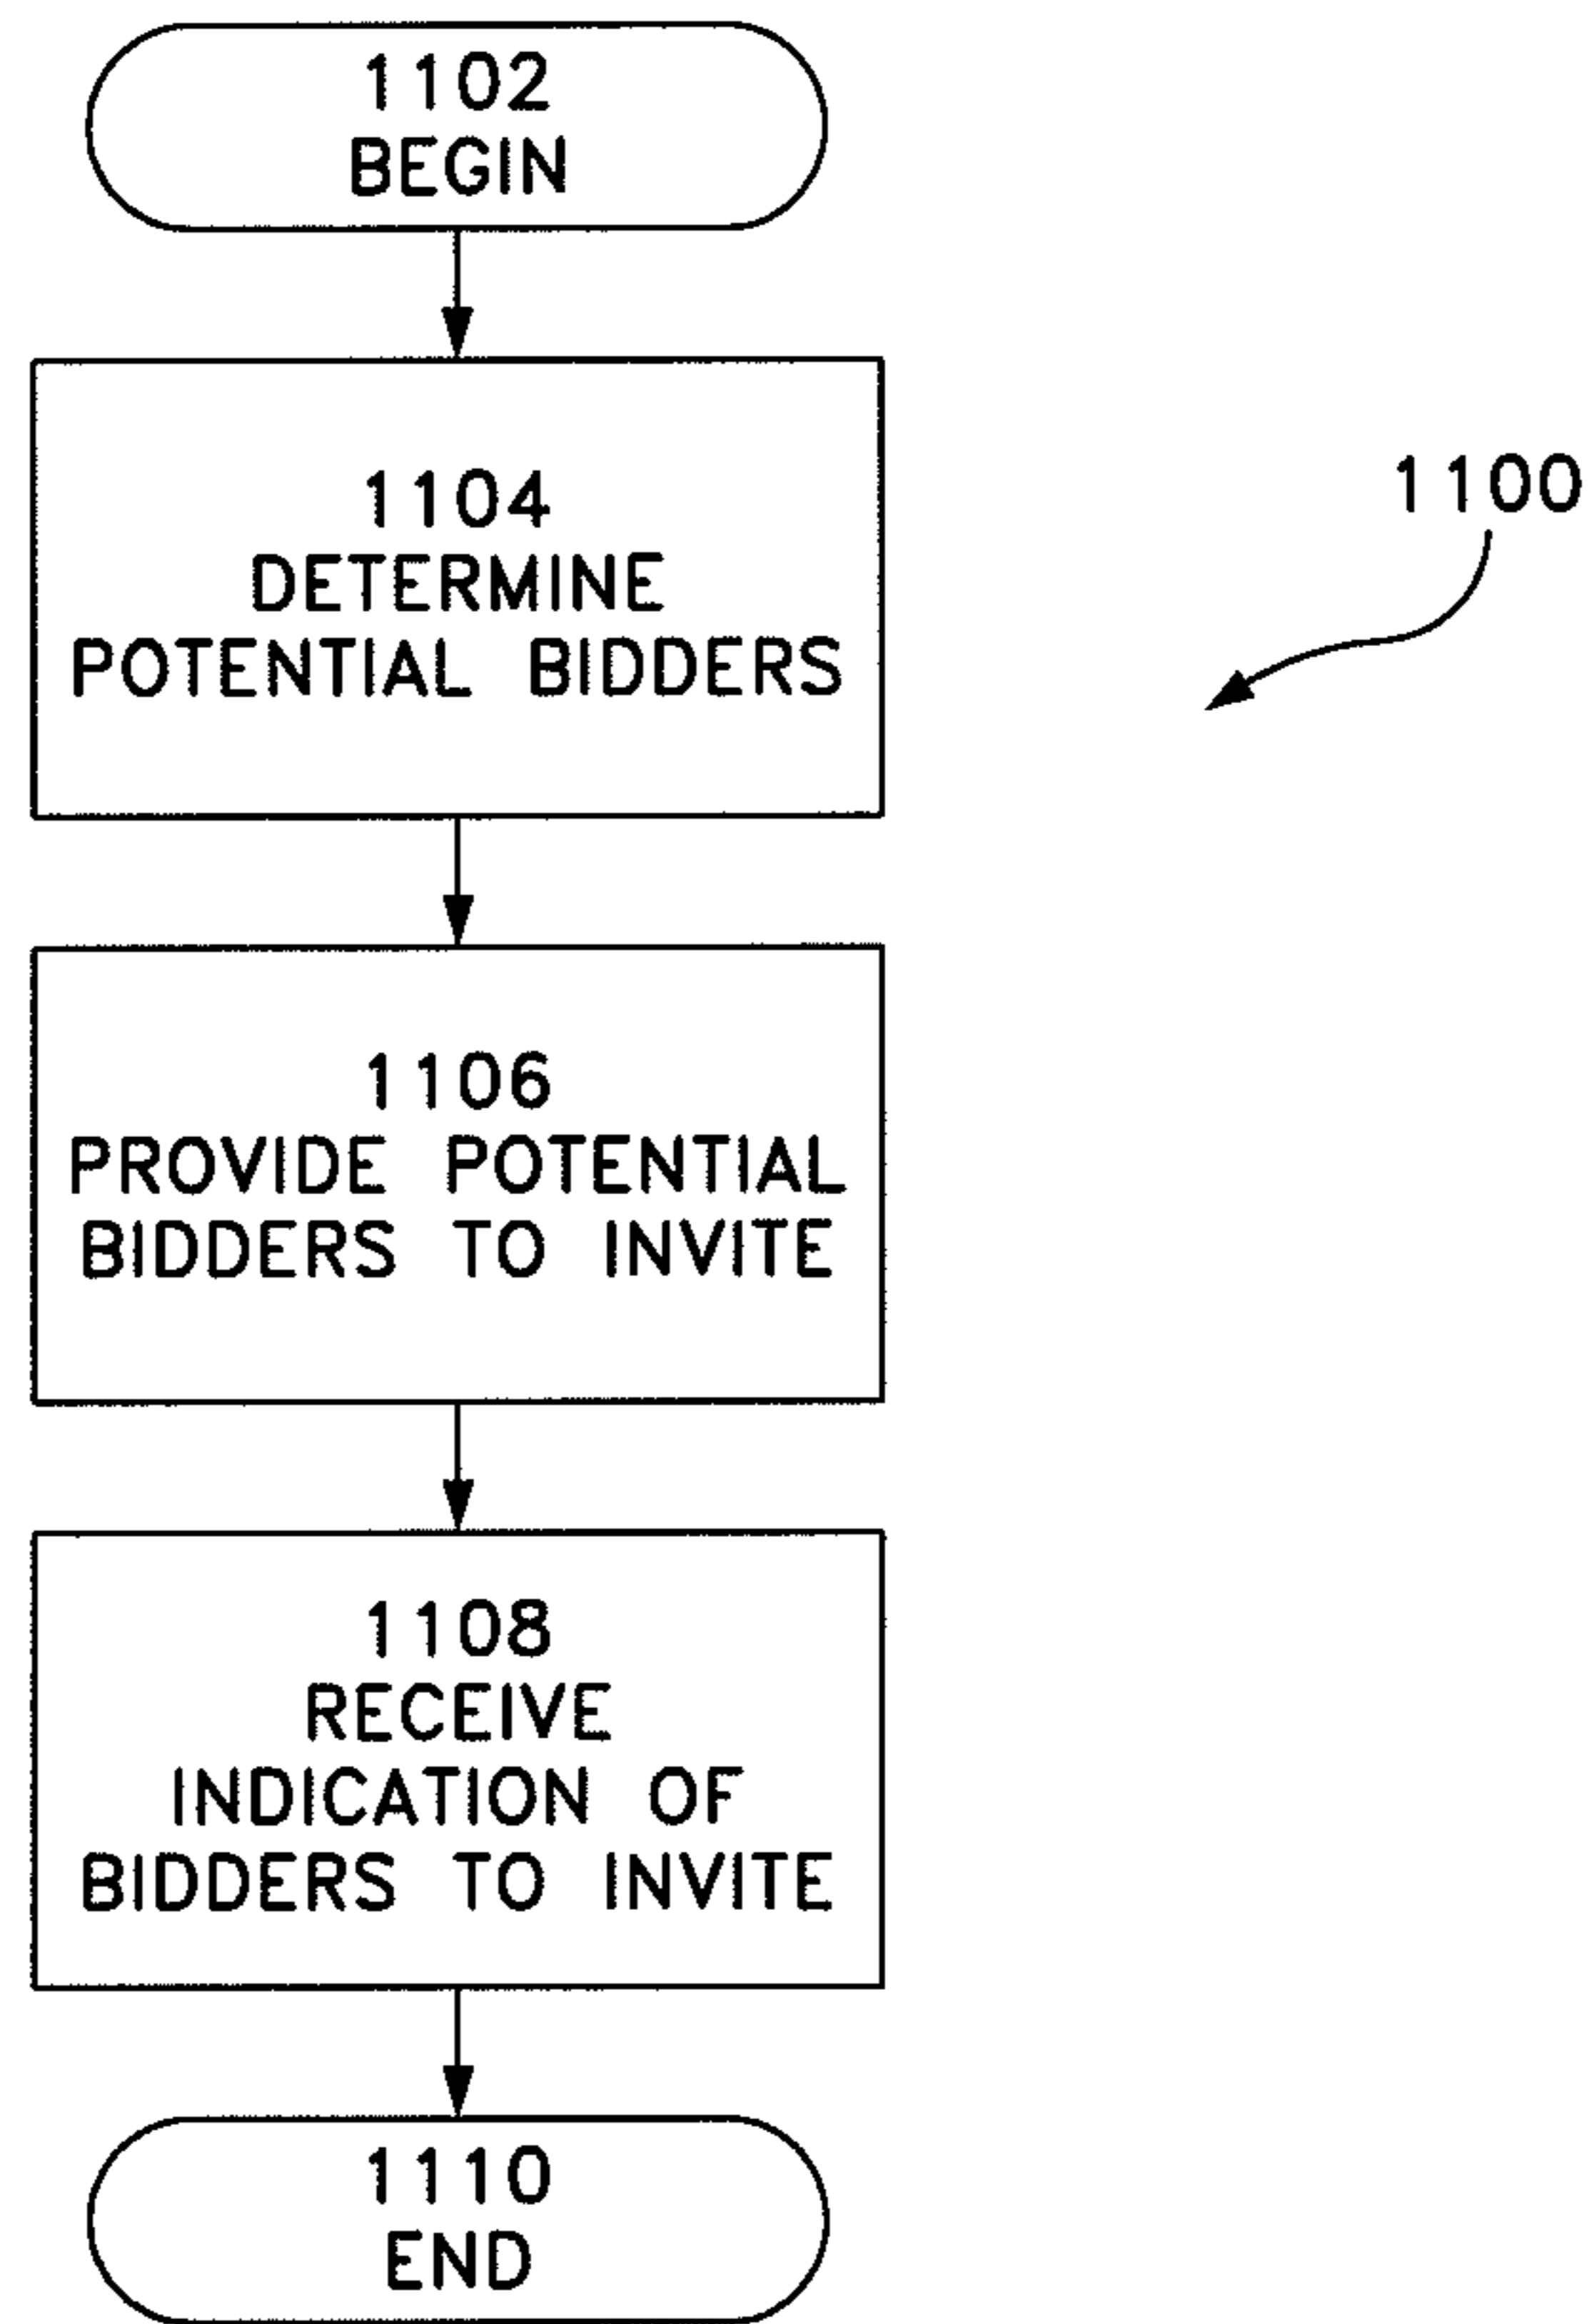 1102
BEGIN
1104
DETERMINE
POTENTIAL BIDDERS
1100
1106
PROVIDE POTENTIAL
BIDDERS TO INVITE
1108
RECEIVE
INDICATION OF
BIDDERS TO INVITE
1110
END